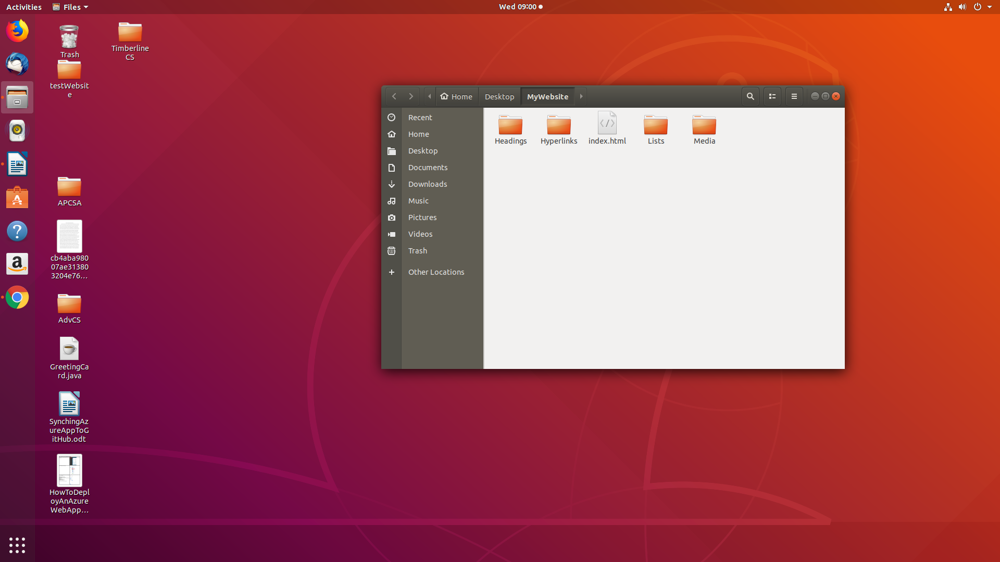 Activities
Files
Wed 09:00
Trash
Timberline
CS
testWebsit
e
APCSA
cb4aba980
07ae31380
3204e76...
AdvCS
GreetingCa
rd.java
SynchingAz
ureAppToG
itHub.odt
HowToDepl
oyAnAzure
WebApp...
Home
Desktop
MyWebsite
Recent
Home
Desktop
Documents
Downloads
Music
Pictures
Videos
Trash
Other Locations
Headings
Hyperlinks
index.html
Lists
Media